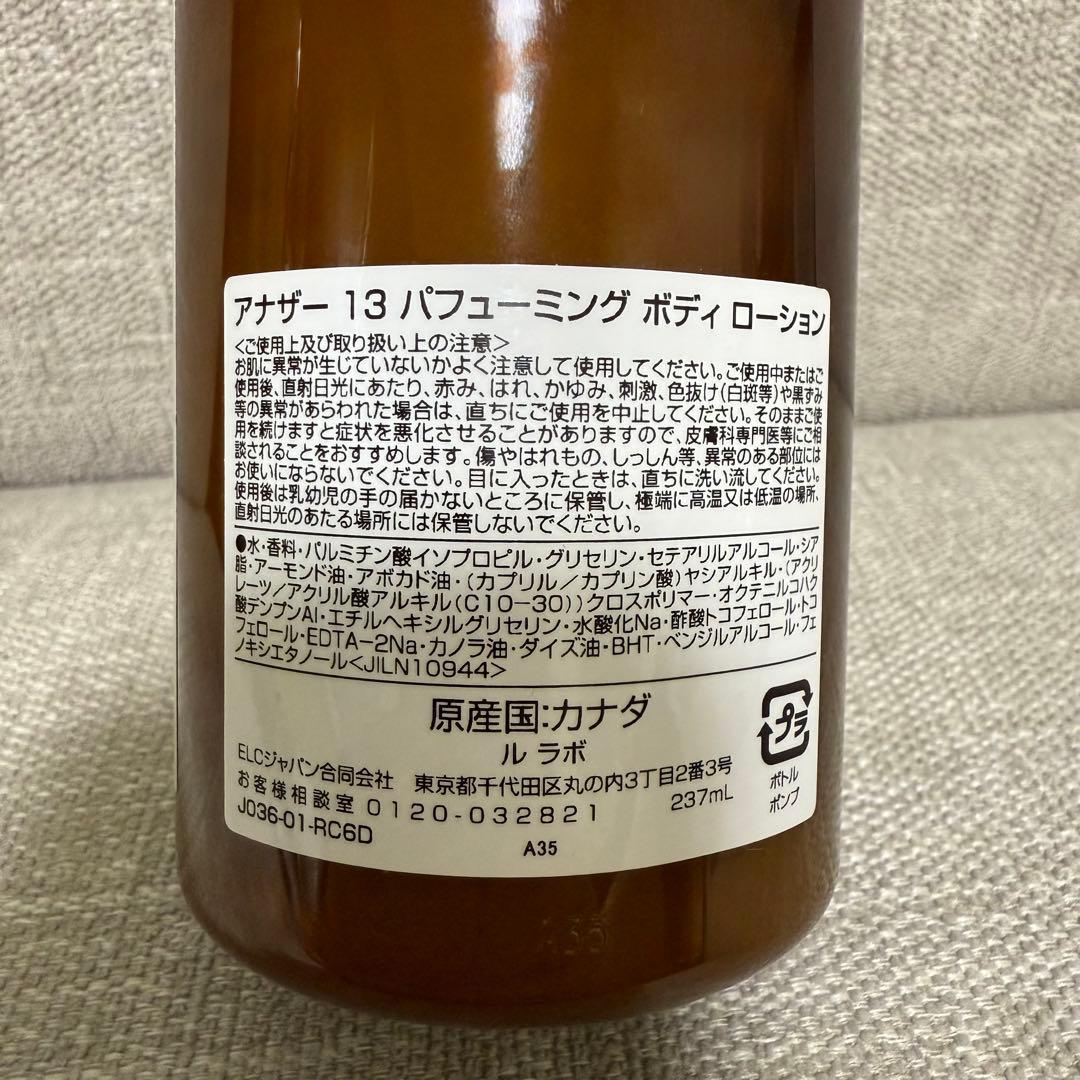 アナザー 13 パフューミング ボディ ローション
<ご使用上及び取り扱い上の注意>
お肌に異常が生じていないかよく注意して使用してください。ご使用中またはご
使用後、直射日光にあたり、赤み、はれ、かゆみ、刺激、色抜け(白斑等)や黒ずみ
等の異常があらわれた場合は、直ちにご使用を中止してください。そのままご使
用を続けますと症状を悪化させることがありますので、皮膚科専門医等にご相
談されることをおすすめします。傷やはれもの、しっしん等、異常のある部位には
お使いにならないでください。目に入ったときは、直ちに洗い流してください。
使用後は乳幼児の手の届かないところに保管し、極端に高温又は低温の場所、
直射日光のあたる場所には保管しないでください。
●水・香料・パルミチン酸イソプロピル・グリセリン・セテアリルアルコール・シア
脂・アーモンド油・アボカド油・(カプリル/カプリン酸)ヤシアルキル・(アクリ
レーツ/アクリル酸アルキル(C10-30))クロスポリマー・オクテニルコハク
酸デンプンAl・エチルヘキシルグリセリン・水酸化Na・酢酸トコフェロール・トコ
フェロール・EDTA-2Na・カノラ油・ダイズ油・BHT・ベンジルアルコール・フェ
ノキシエタノール<JILN10944>
原産国:カナダ
ル ラボ
プラ
ボトル
ポンプ
ELCジャパン合同会社 東京都千代田区丸の内3丁目2番3号
お客様相談室 0120-032821 237mL
J036-01-RC6D
A35
A35